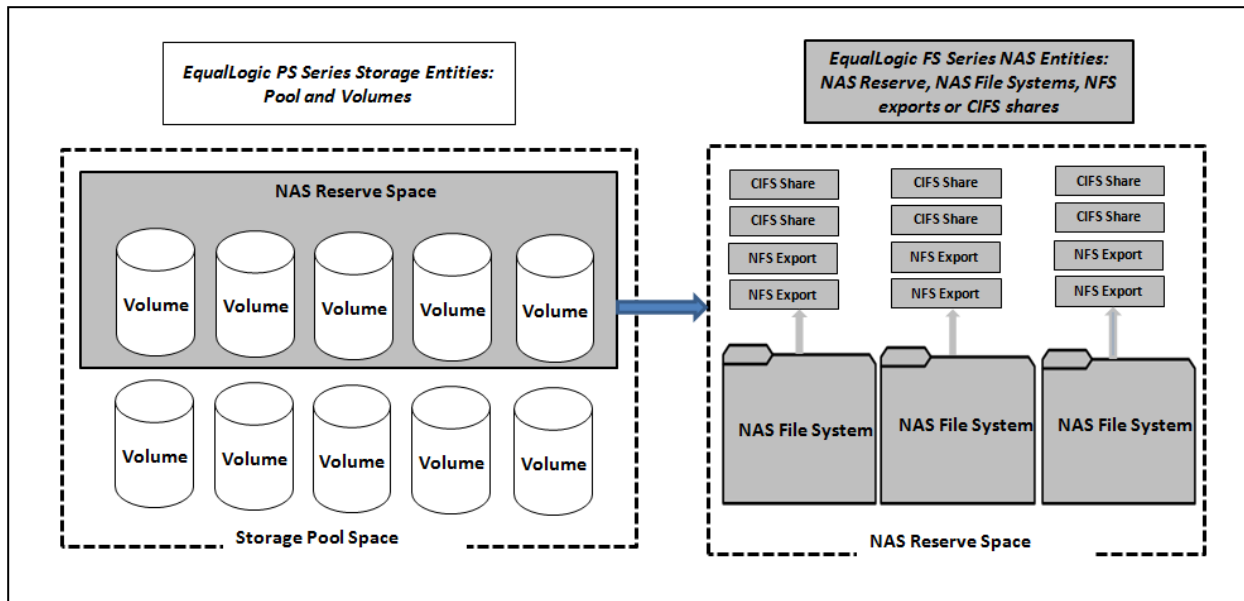 EqualLogic PS Series Storage Entities:
Pool and Volumes
EqualLogic FS Series NAS Entities:
NAS Reserve, NAS File Systems, NFS
exports or CIFS shares
NAS Reserve Space
Volume
Volume
Volume
Volume
Volume
Volume
Volume
Volume
Volume
Volume
Storage Pool Space
CIFS Share
CIFS Share
NFS Export
NFS Export
CIFS Share
CIFS Share
NFS Export
NFS Export
CIFS Share
CIFS Share
NFS Export
NFS Export
NAS File System
NAS File System
NAS File System
NAS Reserve Space